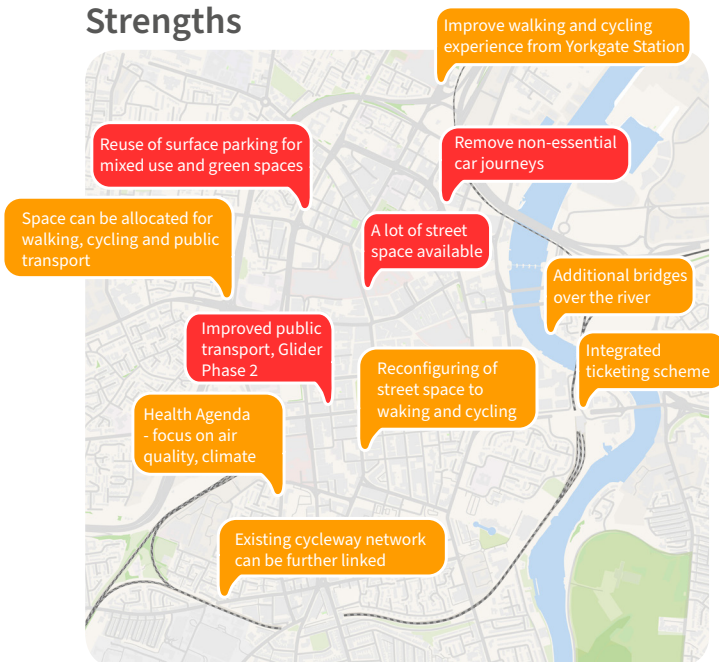 Strengths
Improve walking and cycling
experience from Yorkgate Station
Reuse of surface parking for
mixed use and green spaces
Remove non-essential
car journeys
Space can be allocated for
walking, cycling and public
transport
A lot of street
space available
Additional bridges
over the river
Improved public
transport, Glider
Phase 2
Integrated
ticketing scheme
Reconfiguring of
street space to
waking and cycling
Health Agenda
- focus on air
quality, climate
Existing cycleway network
can be further linked